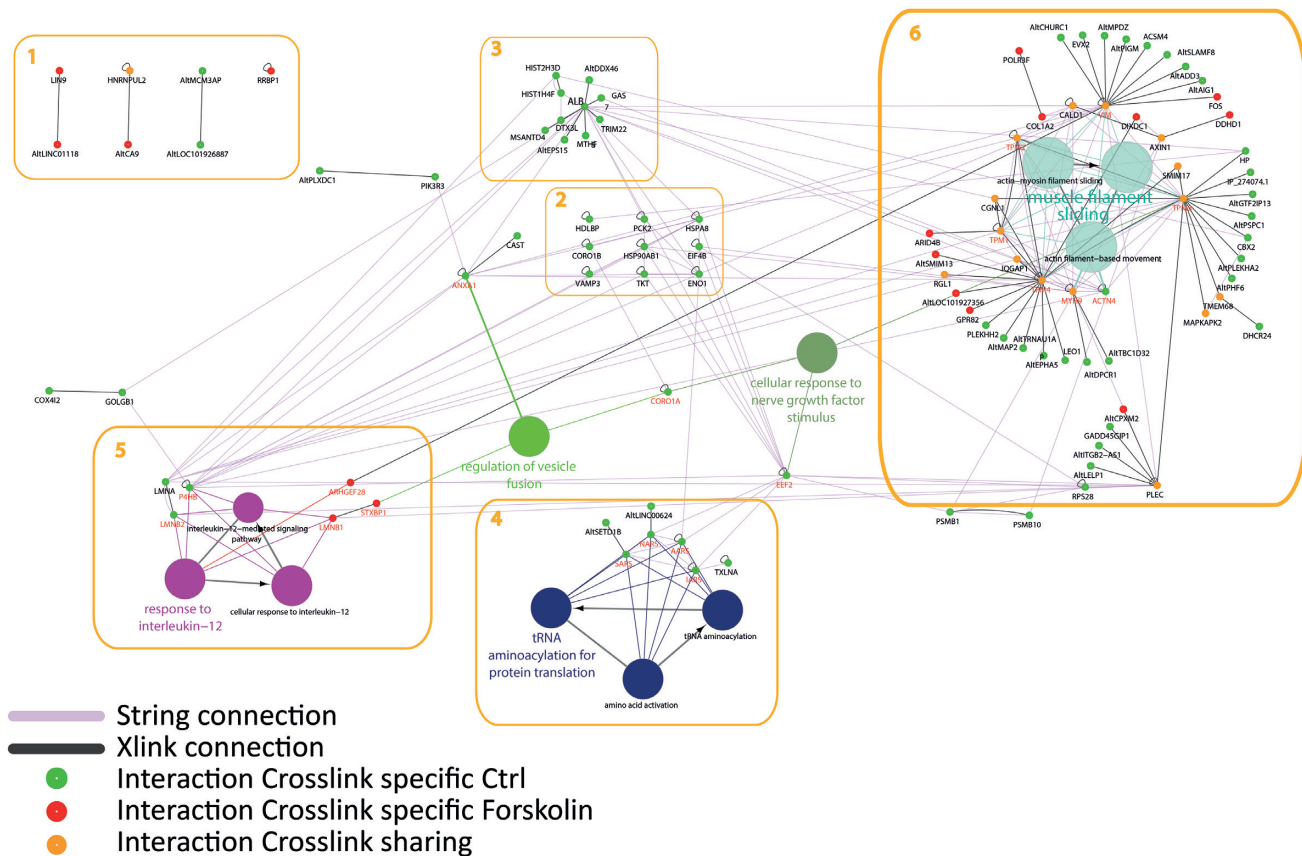 1
LIN9
HNRNPUL2
AltMCM3AP
RRBP1
AltLINC01118
AltCA9
AltLOC101926887
AltPLXDC1
PIK3R3
3
HIST2H3D
AltDDX46
HIST1H4F
ALB
GAS
7
DTX3L
TRIM22
MSANTD4
MTHF
AltEPS15
2
HDLBP
PCK2
HSPA8
CORO1B
HSP90AB1
EIF4B
VAMP3
TKT
ENO1
CAST
ANXA1
COX4I2
GOLGB1
CORO1A
cellular response to
nerve growth factor
stimulus
regulation of vesicle
fusion
EEF2
5
LMNA
P4HB
ARHGEF28
STXBP1
LMNB2
LMNB1
interleukin−12−mediated signaling
pathway
response to
interleukin−12
cellular response to interleukin−12
4
AltLINC00624
AltSETD1B
NARS
AARS
SARS
IARS
TXLNA
tRNA
aminoacylation for
protein translation
tRNA aminoacylation
amino acid activation
6
AltCHURC1
AltMPDZ
EVX2
AltPIGM
ACSM4
POLR3F
AltSLAMF8
AltADD3
AltAIG1
FOS
CALD1
VIM
COL1A2
DIXDC1
DDHD1
AXIN1
HP
SMIM17
IP_274074.1
actin−myosin filament sliding
muscle filament
sliding
AltGTF2IP13
CGNL1
AltPSPC1
TPM1
ARID4B
CBX2
actin filament−based movement
AltSMIM13
IQGAP1
AltPLEKHA2
RGL1
AltPHF6
AltLOC101927356
MYH9
ACTN4
TMEM68
GPR82
MAPKAPK2
DHCR24
PLEKHH2
AltMAP2
AltTRNAU1A
P
AltEPHA5
LEO1
AltTBC1D32
AltDPCR1
AltCPXM2
GADD45GIP1
AltITGB2−AS1
AltLELP1
RPS28
PLEC
PSMB1
PSMB10
String connection
Xlink connection
Interaction Crosslink specific Ctrl
Interaction Crosslink specific Forskolin
Interaction Crosslink sharing